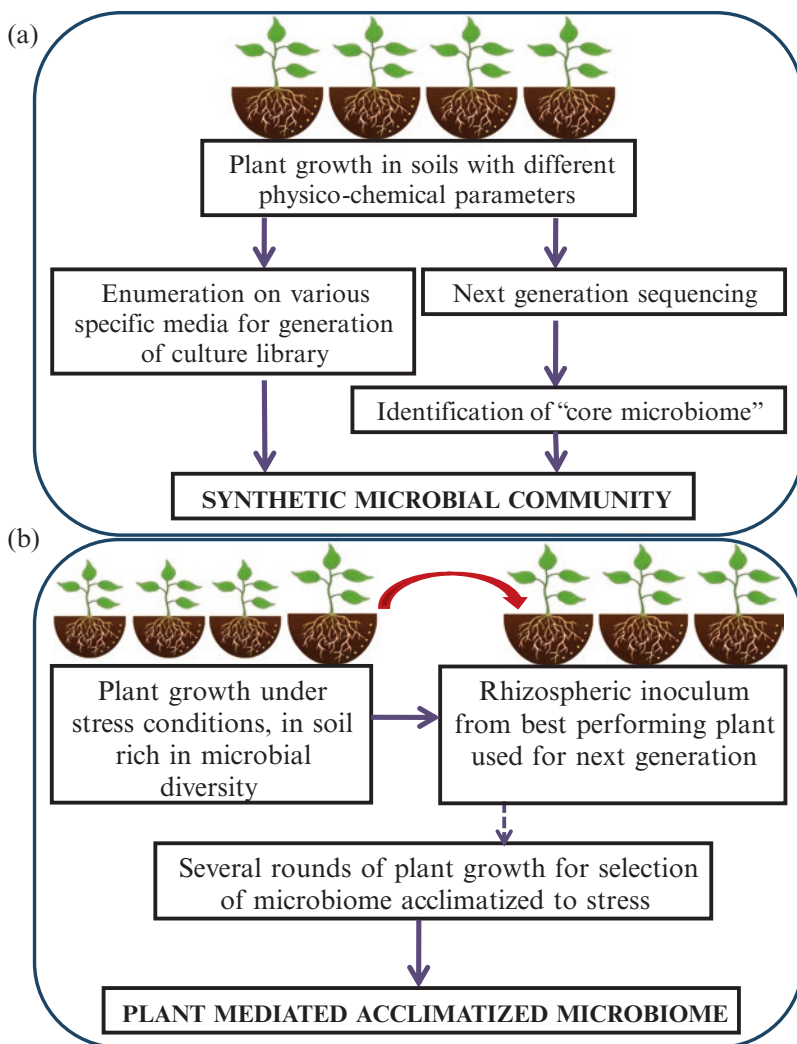 (a)
Plant growth in soils with different
physico-chemical parameters
Enumeration on various
specific media for generation
of culture library
Next generation sequencing
Identification of “core microbiome”
SYNTHETIC MICROBIAL COMMUNITY
(b)
Plant growth under
stress conditions, in soil
rich in microbial
diversity
Rhizospheric inoculum
from best performing plant
used for next generation
Several rounds of plant growth for selection
of microbiome acclimatized to stress
PLANT MEDIATED ACCLIMATIZED MICROBIOME